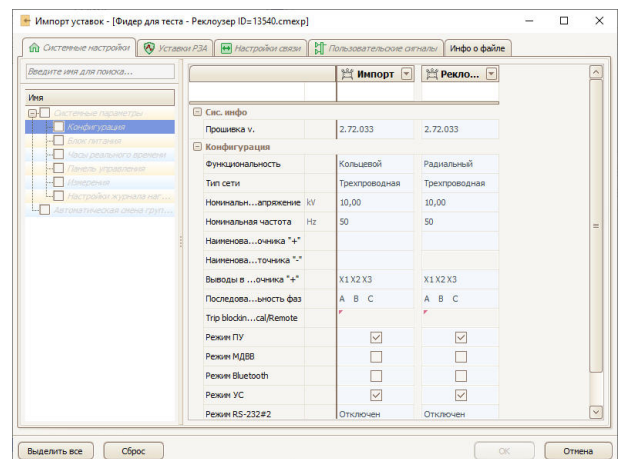 Импорт уставок - [Фидер для теста - Реклоузер ID=13540.cmexp]
Системные настройки Уставки РЗА Настройки связи Пользовательские сигналы Инфо о файле
Введите имя для поиска...
Импорт Рекло...
Имя
Системные параметры
Конфигурация
Блок питания
Часы реального времени
Панель управления
Измерения
Настройки журнала наг...
Автоматическая смена груп...
Сис. инфо
Прошивка v. 2.72.033 2.72.033
Конфигурация
Функциональность Кольцевой Радиальный
Тип сети Трехпроводная Трехпроводная
Номинальн...апряжение kV 10,00 10,00
Номинальная частота Hz 50 50
Наименова...очника "+"
Наименова...точника "-"
Выводы в ...очника "+" X1 X2 X3 X1 X2 X3
Последова...ьность фаз A B C A B C
Trip blockin...cal/Remote
Режим ПУ
Режим МДВВ
Режим Bluetooth
Режим УС
Режим RS-232#2 Отключен Отключен
Выделить все Сброс OK Отмена